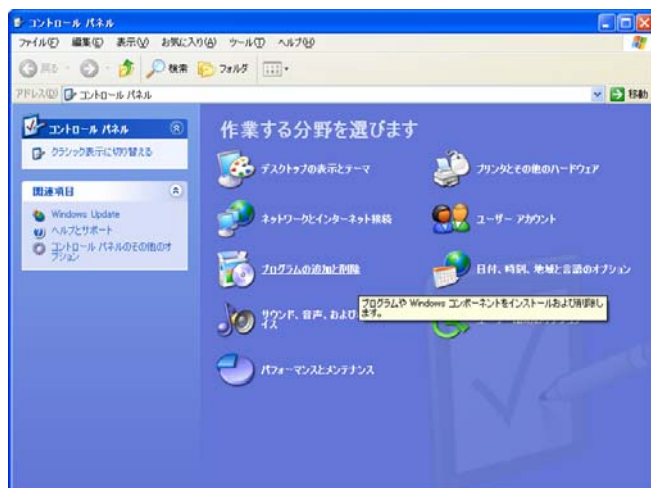 コントロール パネル
ファイル(F) 編集(E) 表示(V) お気に入り(A) ツール(T) ヘルプ(H)
戻る 検索 フォルダ
アドレス(D) コントロール パネル 移動
コントロール パネル
クラシック表示に切り替える
関連項目
Windows Update
ヘルプとサポート
コントロール パネルのその他のオ
プション
作業する分野を選びます
デスクトップの表示とテーマ
プリンタとその他のハードウェア
ネットワークとインターネット接続
ユーザー アカウント
プログラムの追加と削除
日付、時刻、地域と言語のオプション
プログラムや Windows コンポーネントをインストールおよび削除し
ます。
サウンド、音声、および
イス
パフォーマンスとメンテナンス